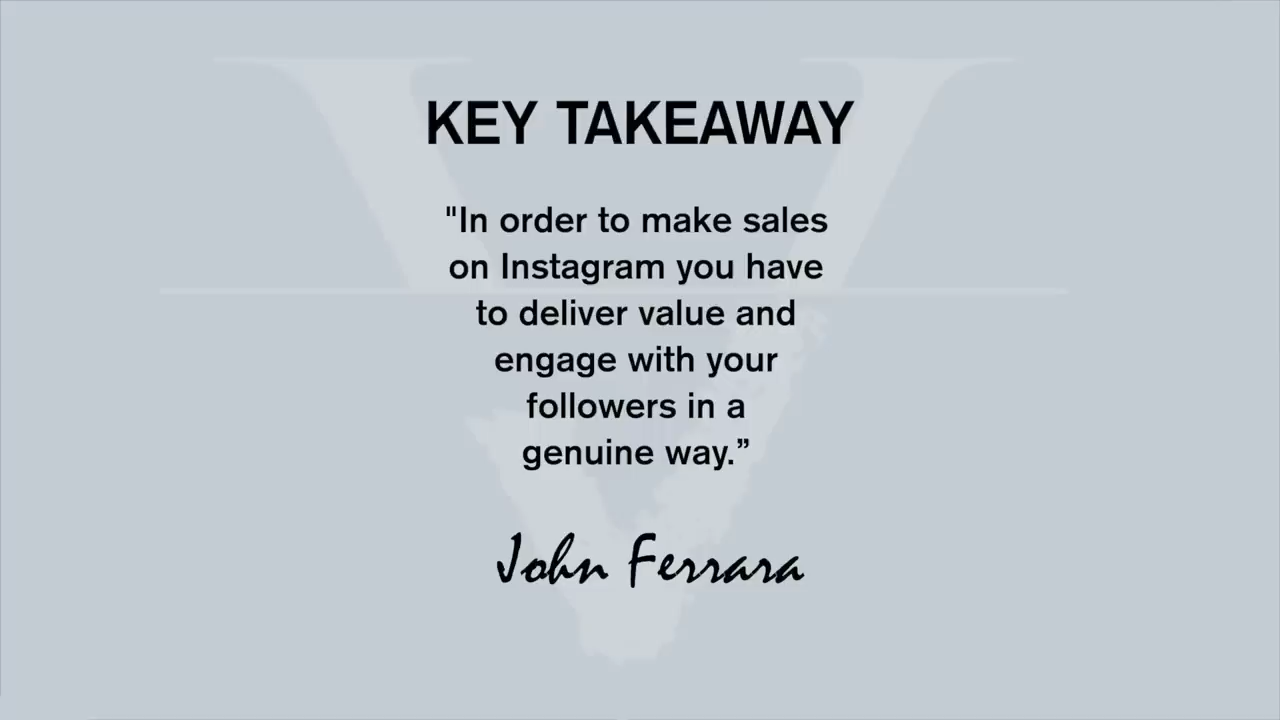 KEY TAKEAWAY
"In order to make sales
on Instagram you have
to deliver value and
engage with your
followers in a
genuine way.”
John Ferrara